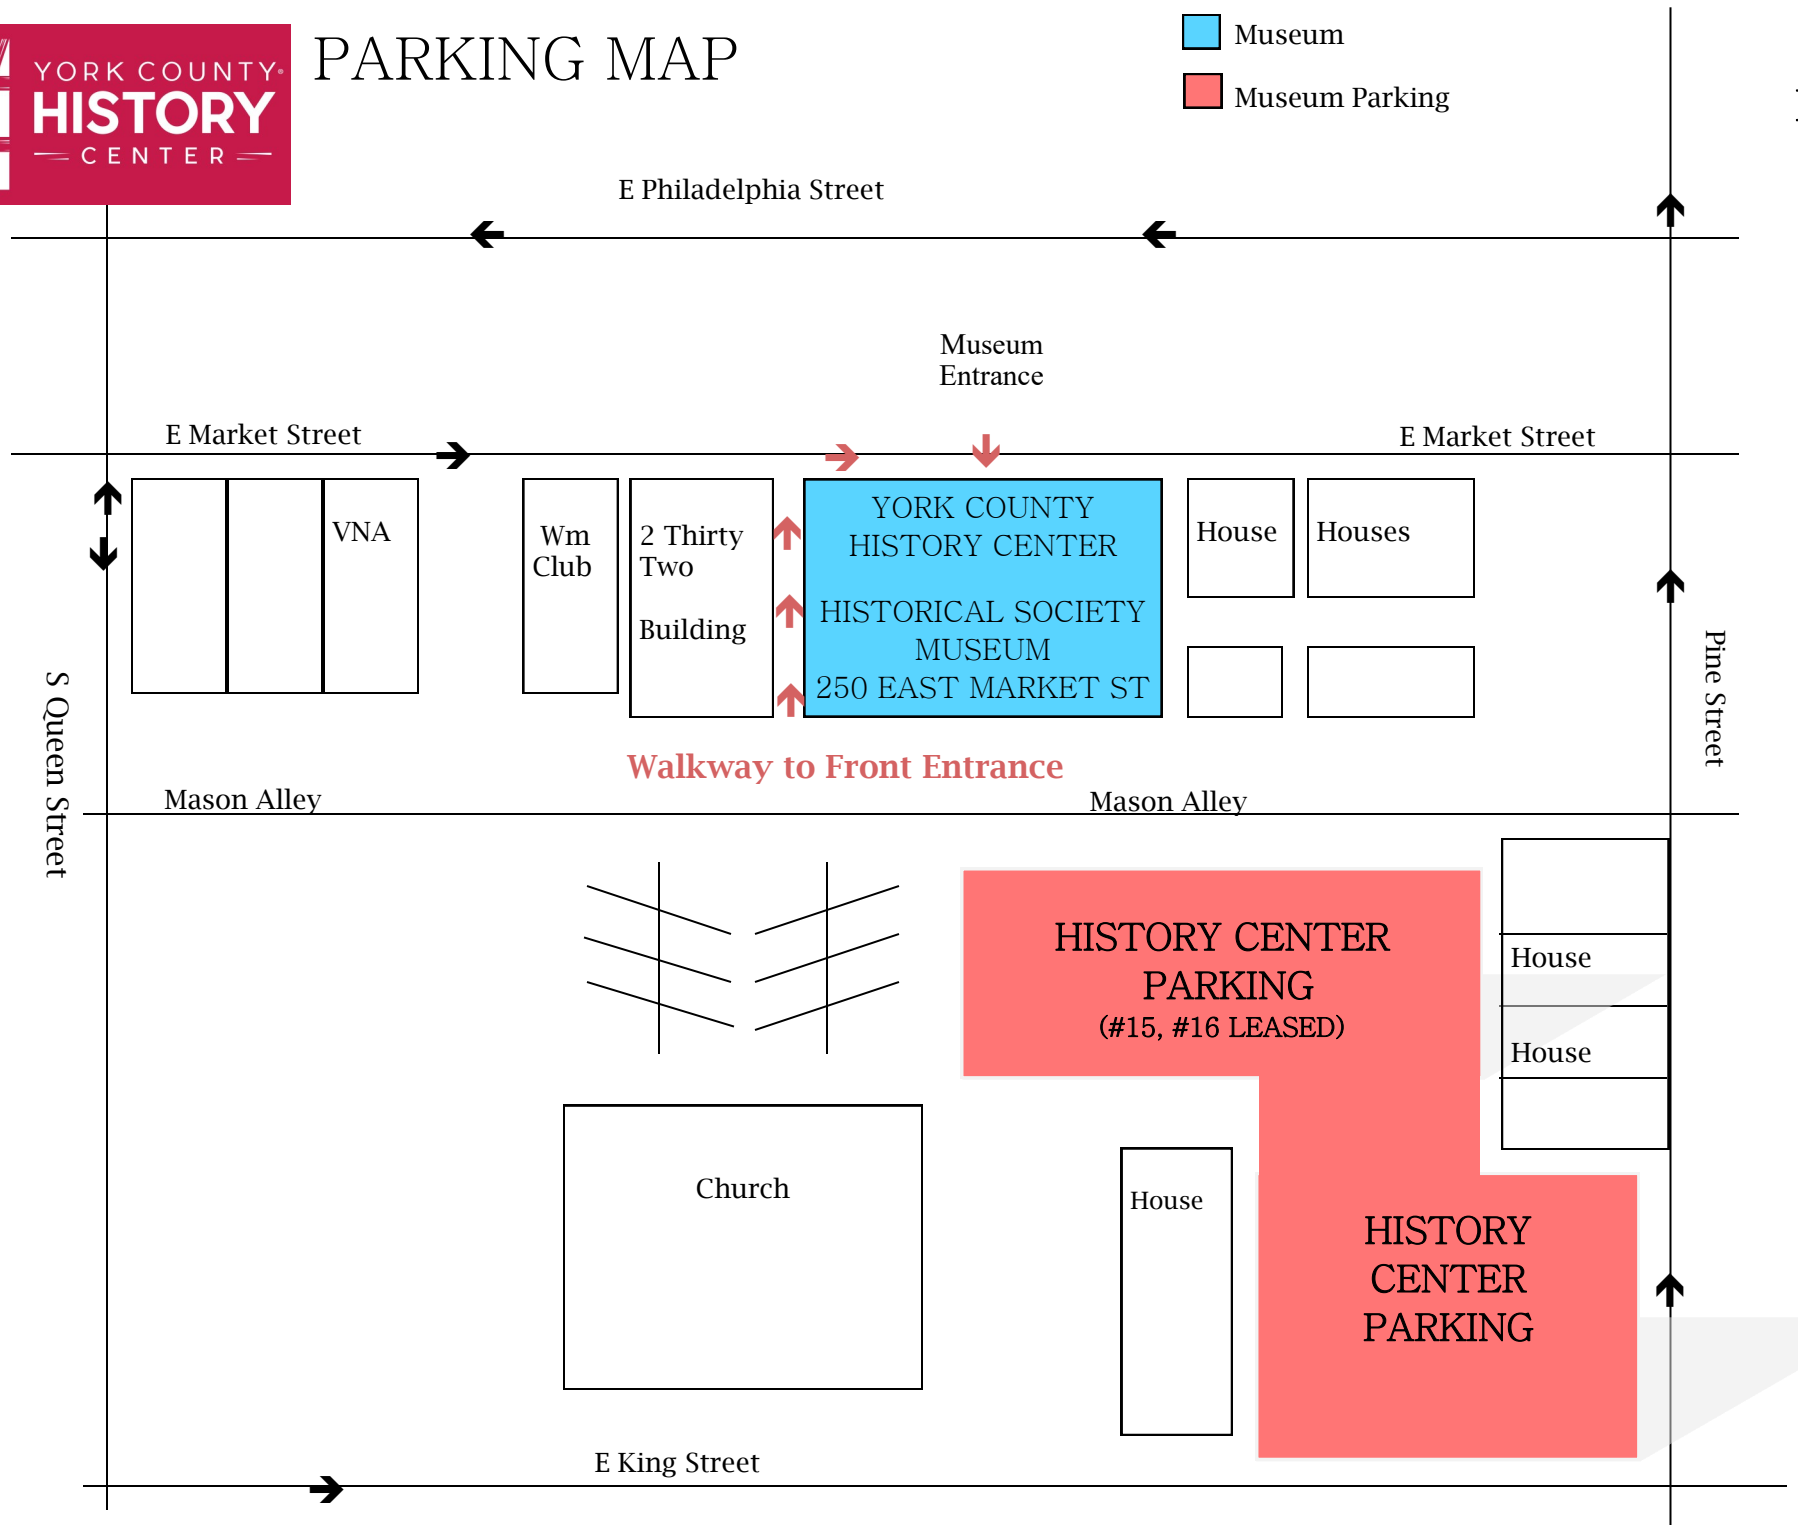 YORK COUNTY
HISTORY
CENTER
PARKING MAP
Museum
Museum Parking
E Philadelphia Street
Museum
Entrance
E Market Street
E Market Street
VNA
Wm
Club
2 Thirty
Two
Building
YORK COUNTY
HISTORY CENTER
HISTORICAL SOCIETY
MUSEUM
250 EAST MARKET ST
House
Houses
S Queen Street
Pine Street
Walkway to Front Entrance
Mason Alley
Mason Alley
HISTORY CENTER
PARKING
(#15, #16 LEASED)
House
House
Church
House
HISTORY
CENTER
PARKING
E King Street